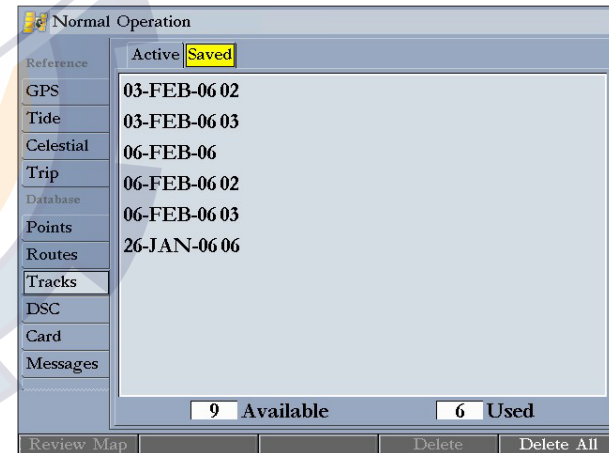 Normal Operation
Reference
GPS
Tide
Celestial
Trip
Database
Points
Routes
Tracks
DSC
Card
Messages
Active Saved
03-FEB-06 02
03-FEB-06 03
06-FEB-06
06-FEB-06 02
06-FEB-06 03
26-JAN-06 06
9 Available 6 Used
Review Map Delete Delete All